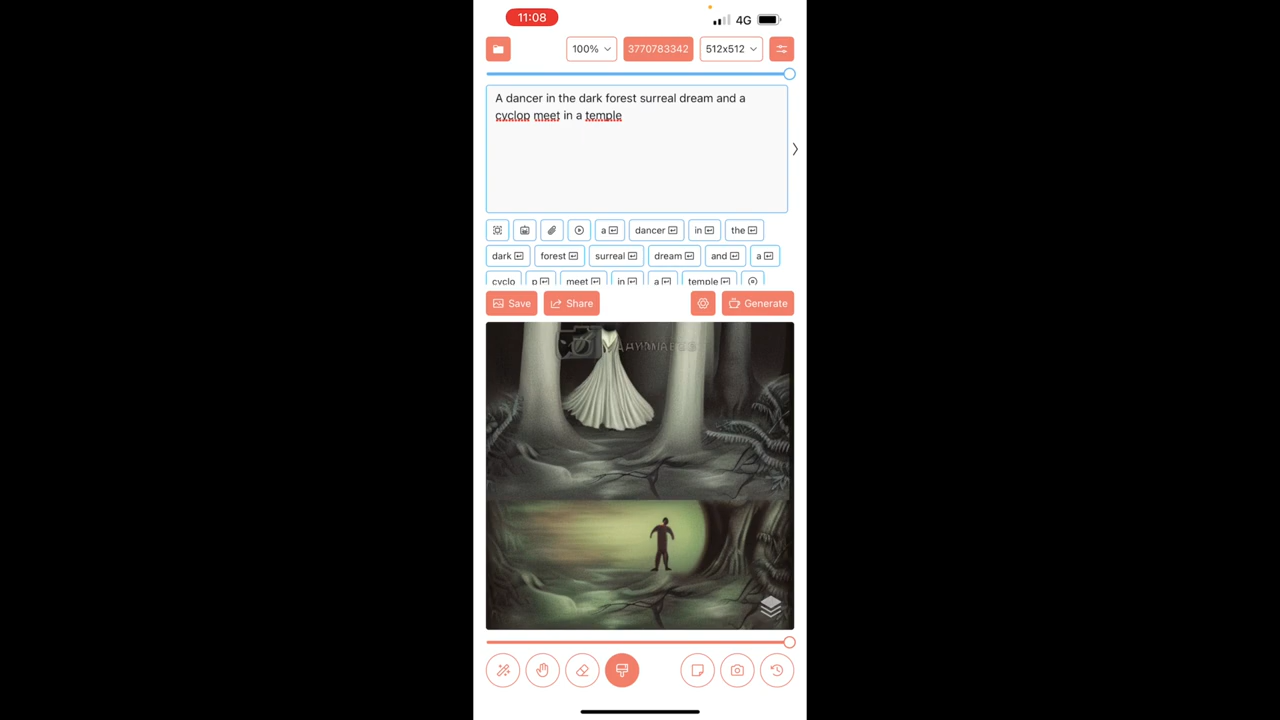 11:08 4G
100% 3770783342 512x512
A dancer in the dark forest surreal dream and a
cyclop meet in a temple
a dancer in the
dark forest surreal dream and a
cyclo p meet in a temple
Save Share Generate